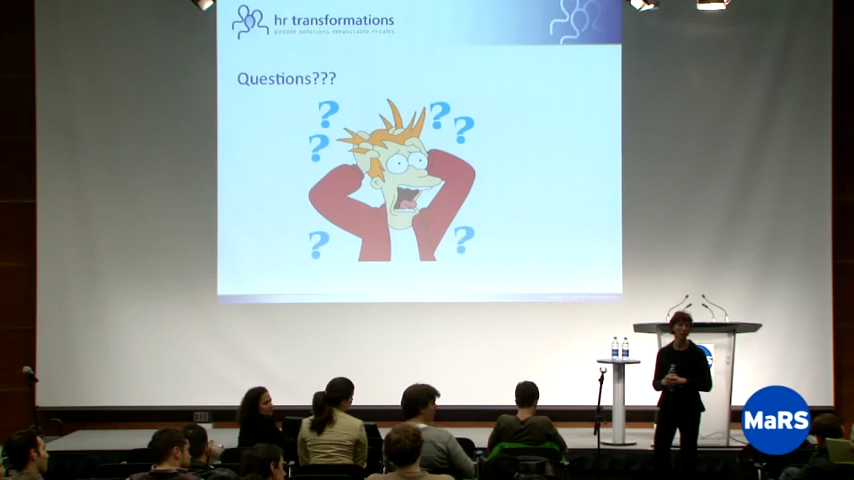 hr transformations
people solutions. measurable results.
Questions???
?
?
?
?
?
?
MaRS